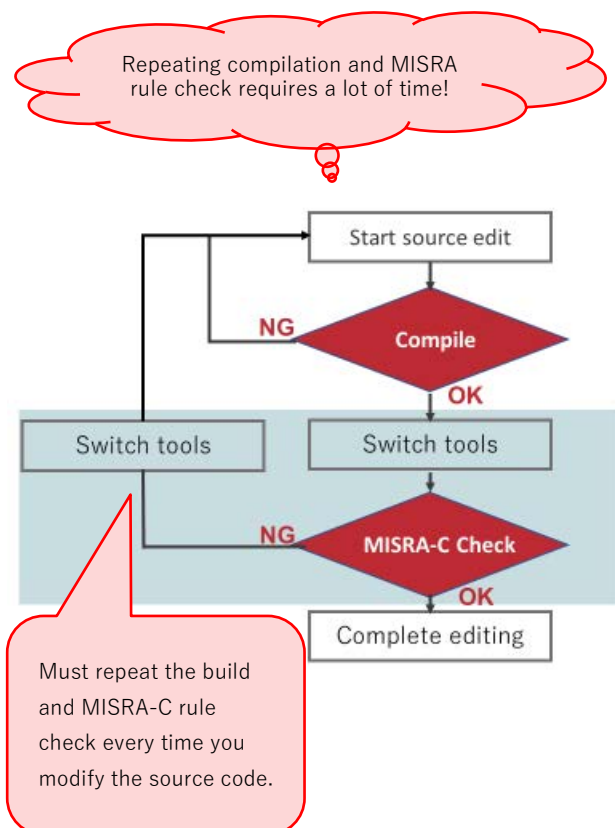 Repeating compilation and MISRA
rule check requires a lot of time!
Start source edit
NG
Compile
OK
Switch tools
Switch tools
NG
MISRA-C Check
OK
Complete editing
Must repeat the build
and MISRA-C rule
check every time you
modify the source code.